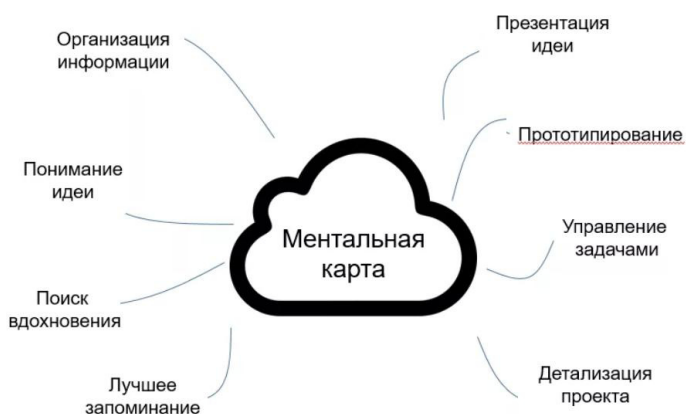 Организация
информации
Понимание
идеи
Поиск
вдохновения
Лучшее
запоминание
Ментальная
карта
Презентация
идеи
Прототипирование
Управление
задачами
Детализация
проекта